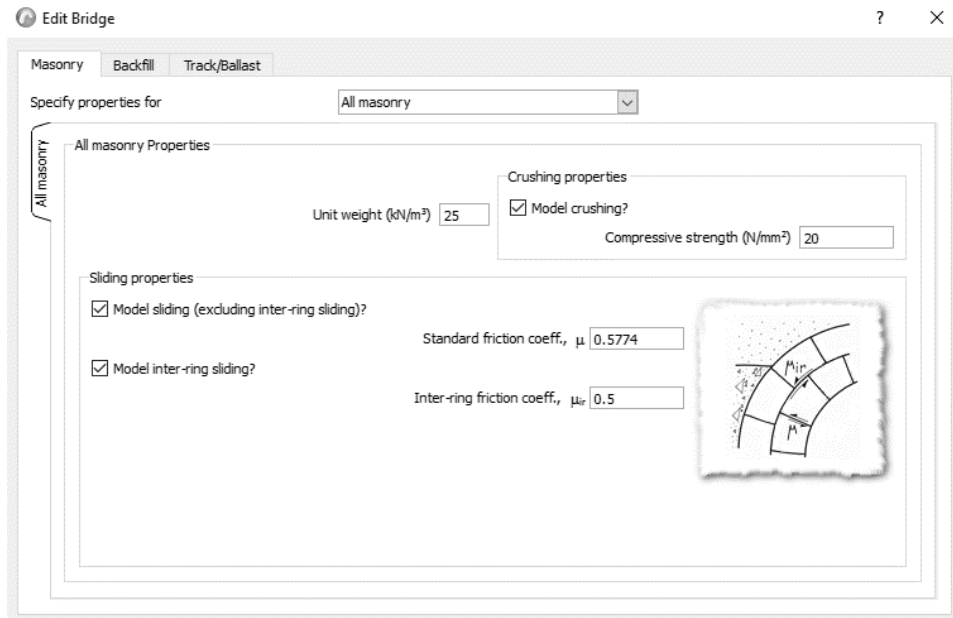 Edit Bridge ? ×
Masonry Backfill Track/Ballast
Specify properties for All masonry
All masonry
All masonry Properties
Crushing properties
Unit weight (kN/m³) 25
Model crushing?
Compressive strength (N/mm²) 20
Sliding properties
Model sliding (excluding inter-ring sliding)?
Standard friction coeff., μ 0.5774
Model inter-ring sliding?
Inter-ring friction coeff., μir 0.5
μir
μ